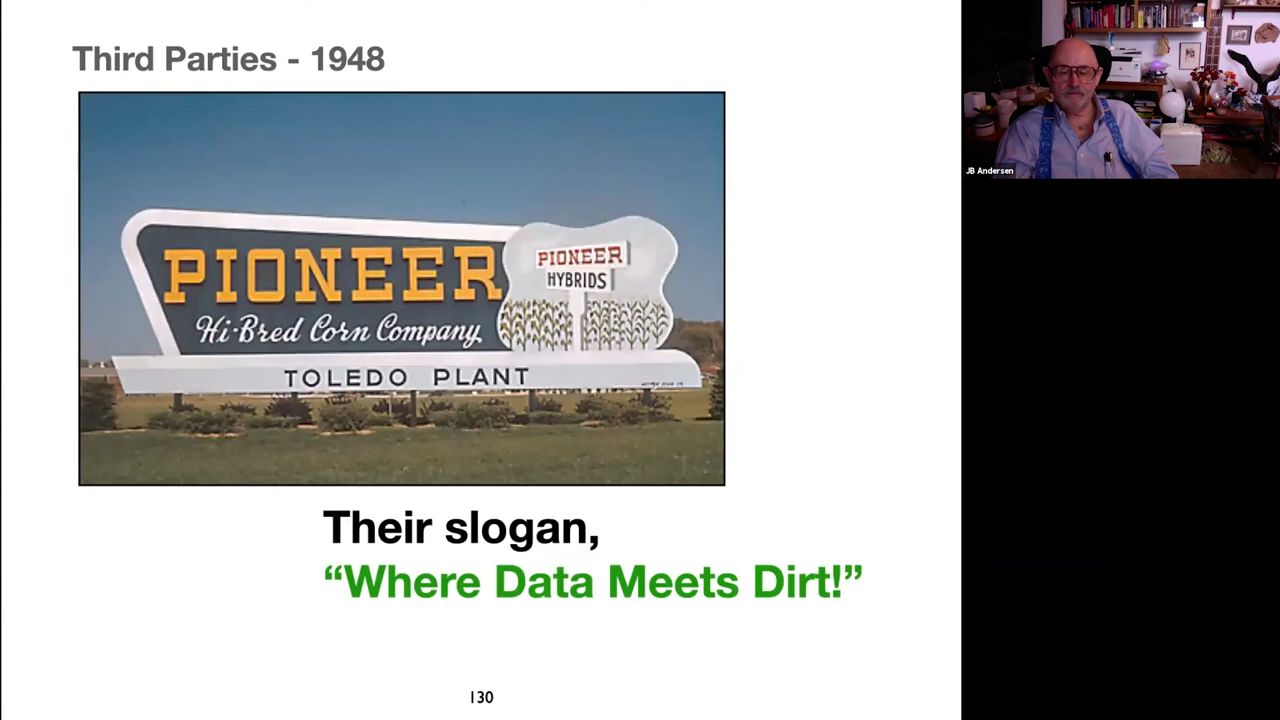 Third Parties - 1948
PIONEER
Hi-Bred Corn Company
PIONEER
HYBRIDS
TOLEDO PLANT
Their slogan,
“Where Data Meets Dirt!”
130
JB Andersen